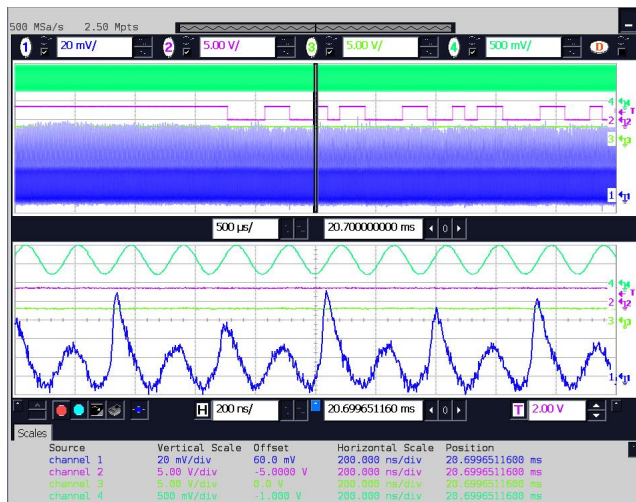 500 MSa/s 2.50 Mpts
1 20 mV/ 2 5.00 V/ 3 5.00 V/ 4 500 mV/ D
4
T
2
3
1
500 µs/ 20.700000000 ms 0
4
T
2
3
1
H 200 ns/ 20.699651160 ms 0 T 2.00 V
Scales
Source Vertical Scale Offset Horizontal Scale Position
channel 1 20 mV/div 60.0 mV 200.000 ns/div 20.6996511600 ms
channel 2 5.00 V/div -5.0000 V 200.000 ns/div 20.6996511600 ms
channel 3 5.00 V/div 0.0 V 200.000 ns/div 20.6996511600 ms
channel 4 500 mV/div -1.000 V 200.000 ns/div 20.6996511600 ms